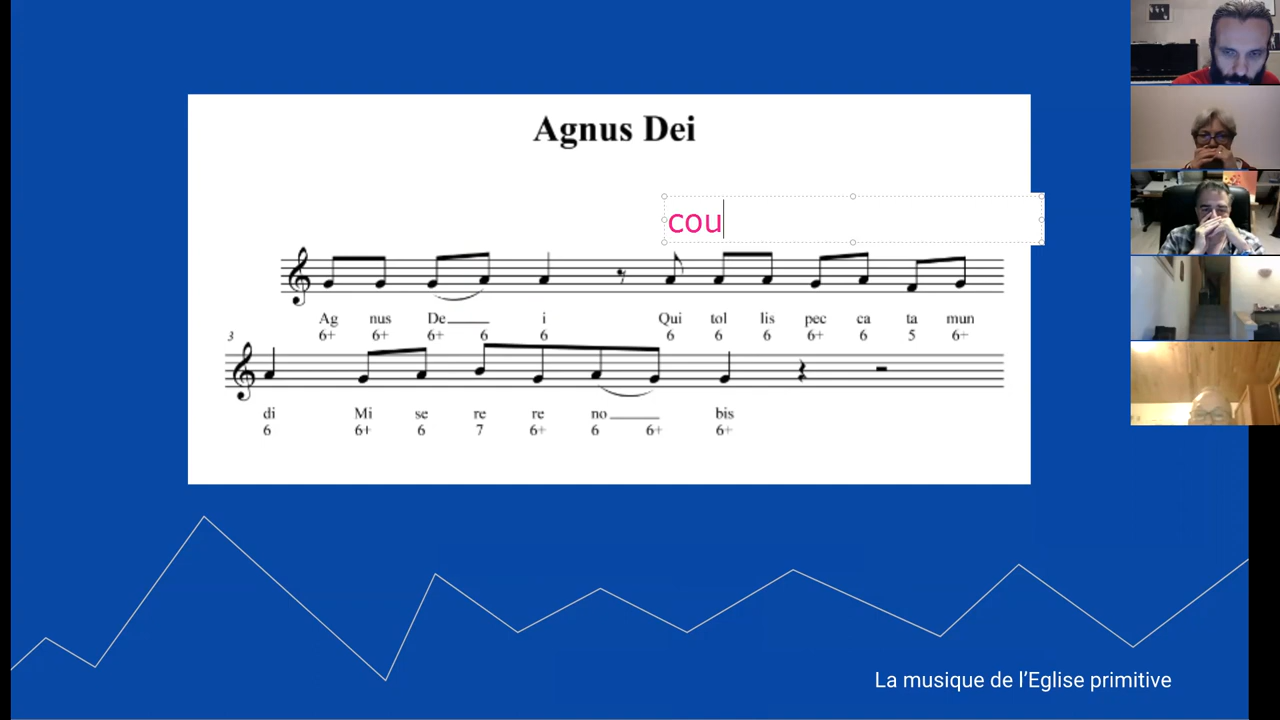 Agnus Dei
cou
Ag nus De____ i Qui tol lis pec ca ta mun
6+ 6+ 6+ 6 6 6 6 6 6+ 6 5 6+
3
di Mi se re re no____ bis
6 6+ 6 7 6+ 6 6+ 6+
La musique de l’Eglise primitive